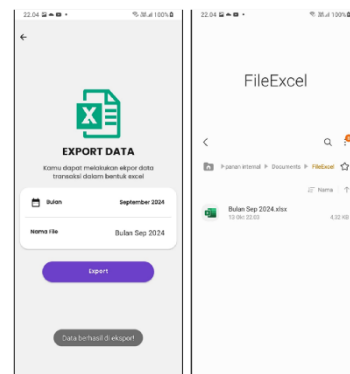 22.04
100%
EXPORT DATA
Kamu dapat melakukan ekpor data
transaksi dalam bentuk excel
Bulan September 2024
Nama File Bulan Sep 2024
Export
Data berhasil di eksport
22.04
100%
FileExcel
Documents FileExcel
Nama
Bulan Sep 2024.xlsx
13 Okt 22:03 4,32 KB